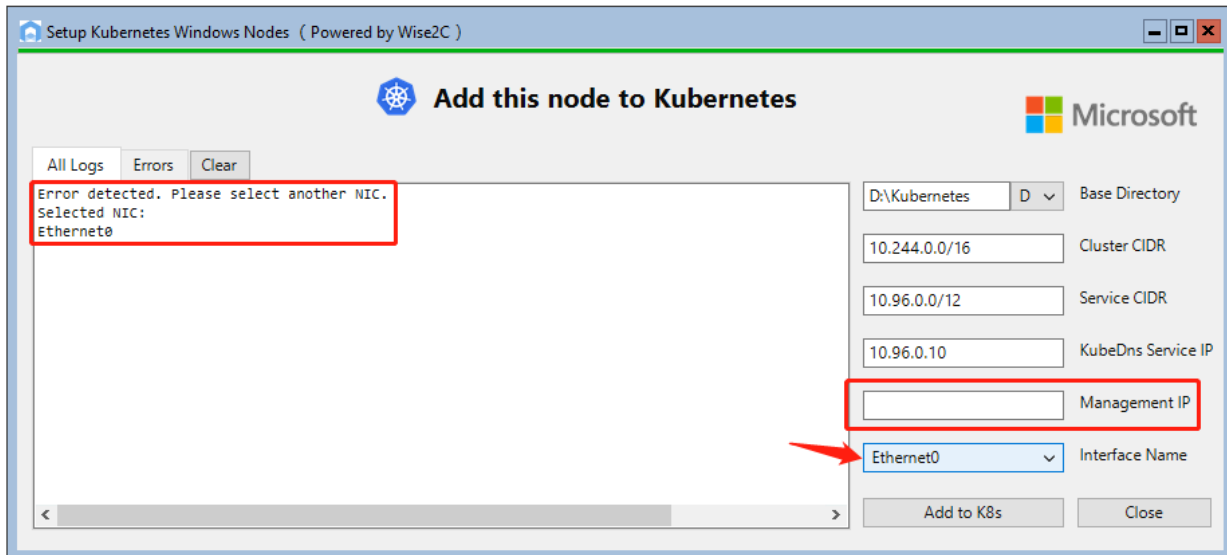 Setup Kubernetes Windows Nodes ( Powered by Wise2C )
Add this node to Kubernetes
Microsoft
All Logs Errors Clear
Error detected. Please select another NIC.
Selected NIC:
Ethernet0
D:\Kubernetes D Base Directory
10.244.0.0/16 Cluster CIDR
10.96.0.0/12 Service CIDR
10.96.0.10 KubeDns Service IP
Management IP
Ethernet0 Interface Name
Add to K8s Close